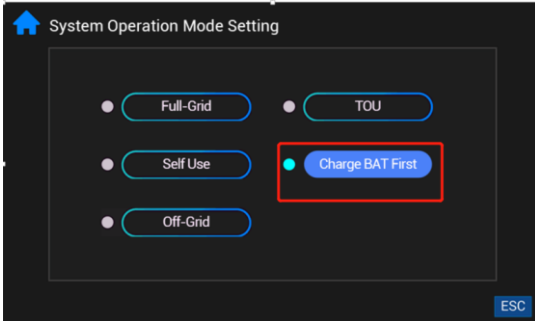 System Operation Mode Setting
Full-Grid
TOU
Self Use
Charge BAT First
Off-Grid
ESC